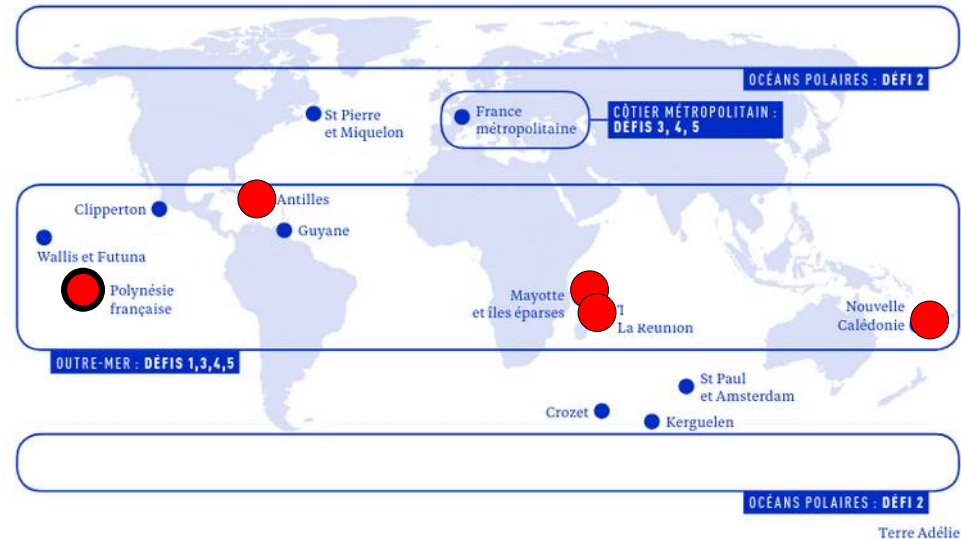 OCÉANS POLAIRES : DÉFI 2
St Pierre
et Miquelon
France
métropolitaine
CÔTIER MÉTROPOLITAIN :
DÉFIS 3, 4, 5
Antilles
Clipperton
Guyane
Wallis et Futuna
Polynésie
française
Mayotte
et îles éparses
La Réunion
Nouvelle
Calédonie
OUTRE-MER : DÉFIS 1,3,4,5
St Paul
et Amsterdam
Crozet
Kerguelen
OCÉANS POLAIRES : DÉFI 2
Terre Adélie